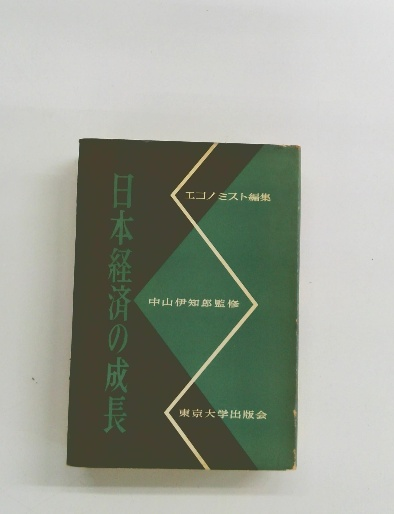 日本経済の成長
エコノミスト編集
中山伊知郎監修
東京大学出版会